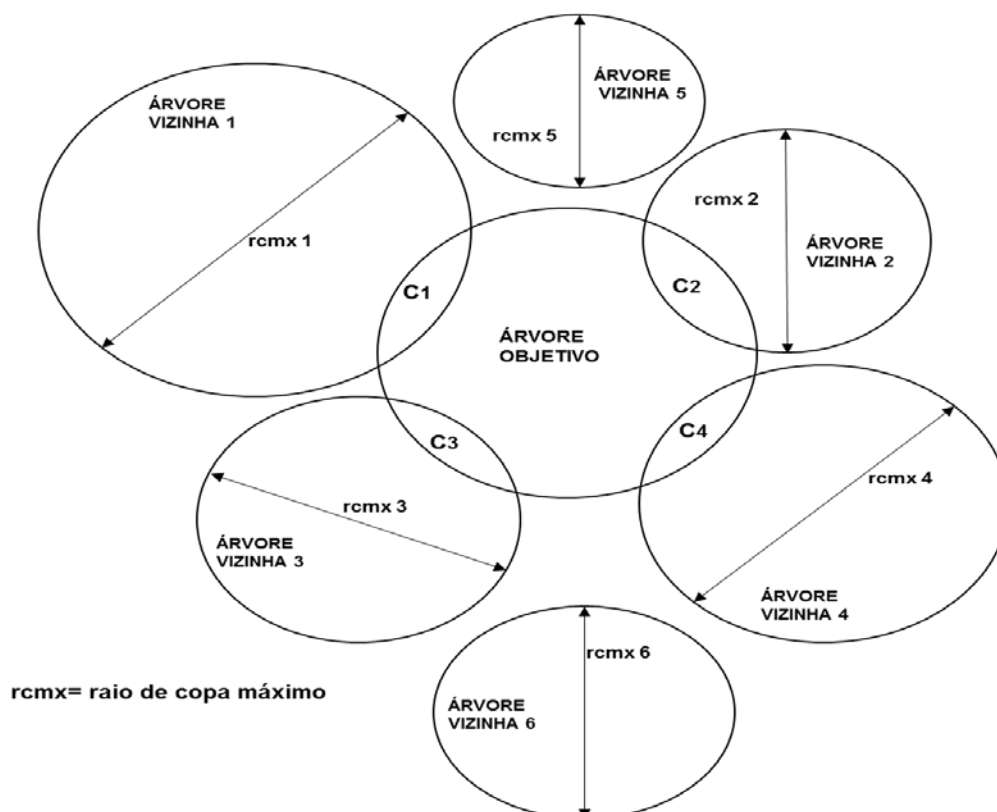 ÁRVORE
VIZINHA 1
rcmx 1
ÁRVORE
VIZINHA 5
rcmx 5
rcmx 2
ÁRVORE
VIZINHA 2
C1
C2
ÁRVORE
OBJETIVO
C3
C4
rcmx 3
ÁRVORE
VIZINHA 3
rcmx 4
ÁRVORE
VIZINHA 4
rcmx 6
ÁRVORE
VIZINHA 6
rcmx= raio de copa máximo